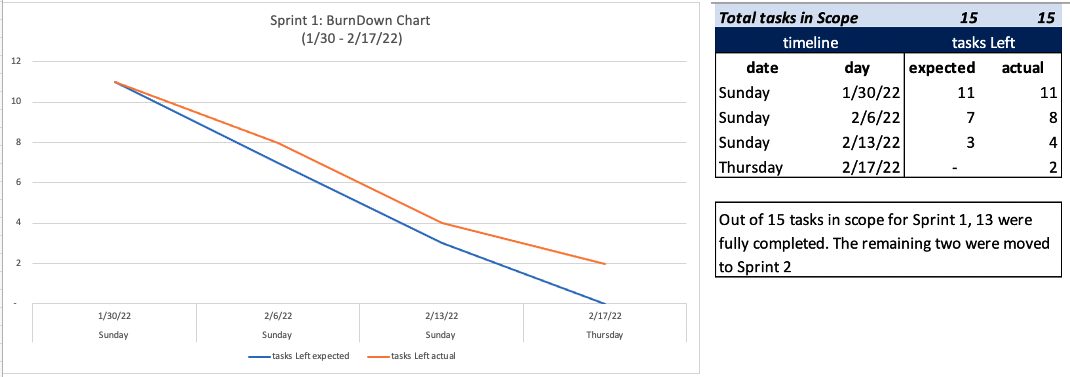 Sprint 1: BurnDown Chart
(1/30 - 2/17/22)
12
10
8
6
4
2
-
1/30/22 2/6/22 2/13/22 2/17/22
Sunday Sunday Sunday Thursday
tasks Left expected tasks Left actual
Total tasks in Scope 15 15
timeline tasks Left
date day expected actual
Sunday 1/30/22 11 11
Sunday 2/6/22 7 8
Sunday 2/13/22 3 4
Thursday 2/17/22 - 2
Out of 15 tasks in scope for Sprint 1, 13 were
fully completed. The remaining two were moved
to Sprint 2